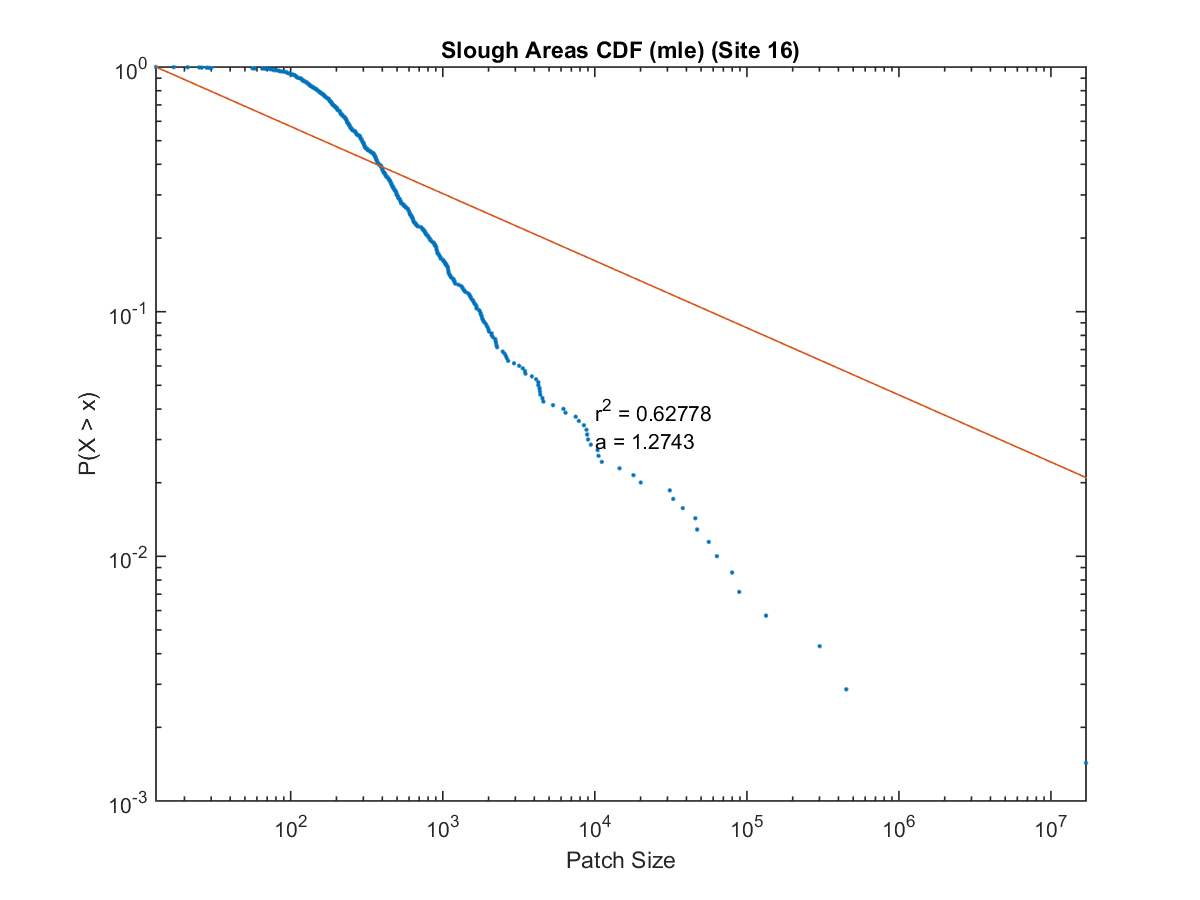 Slough Areas CDF (mle) (Site 16)
10^0
10^-1
10^-2
10^-3
P(X > x)
r^2 = 0.62778
a = 1.2743
10^2 10^3 10^4 10^5 10^6 10^7
Patch Size